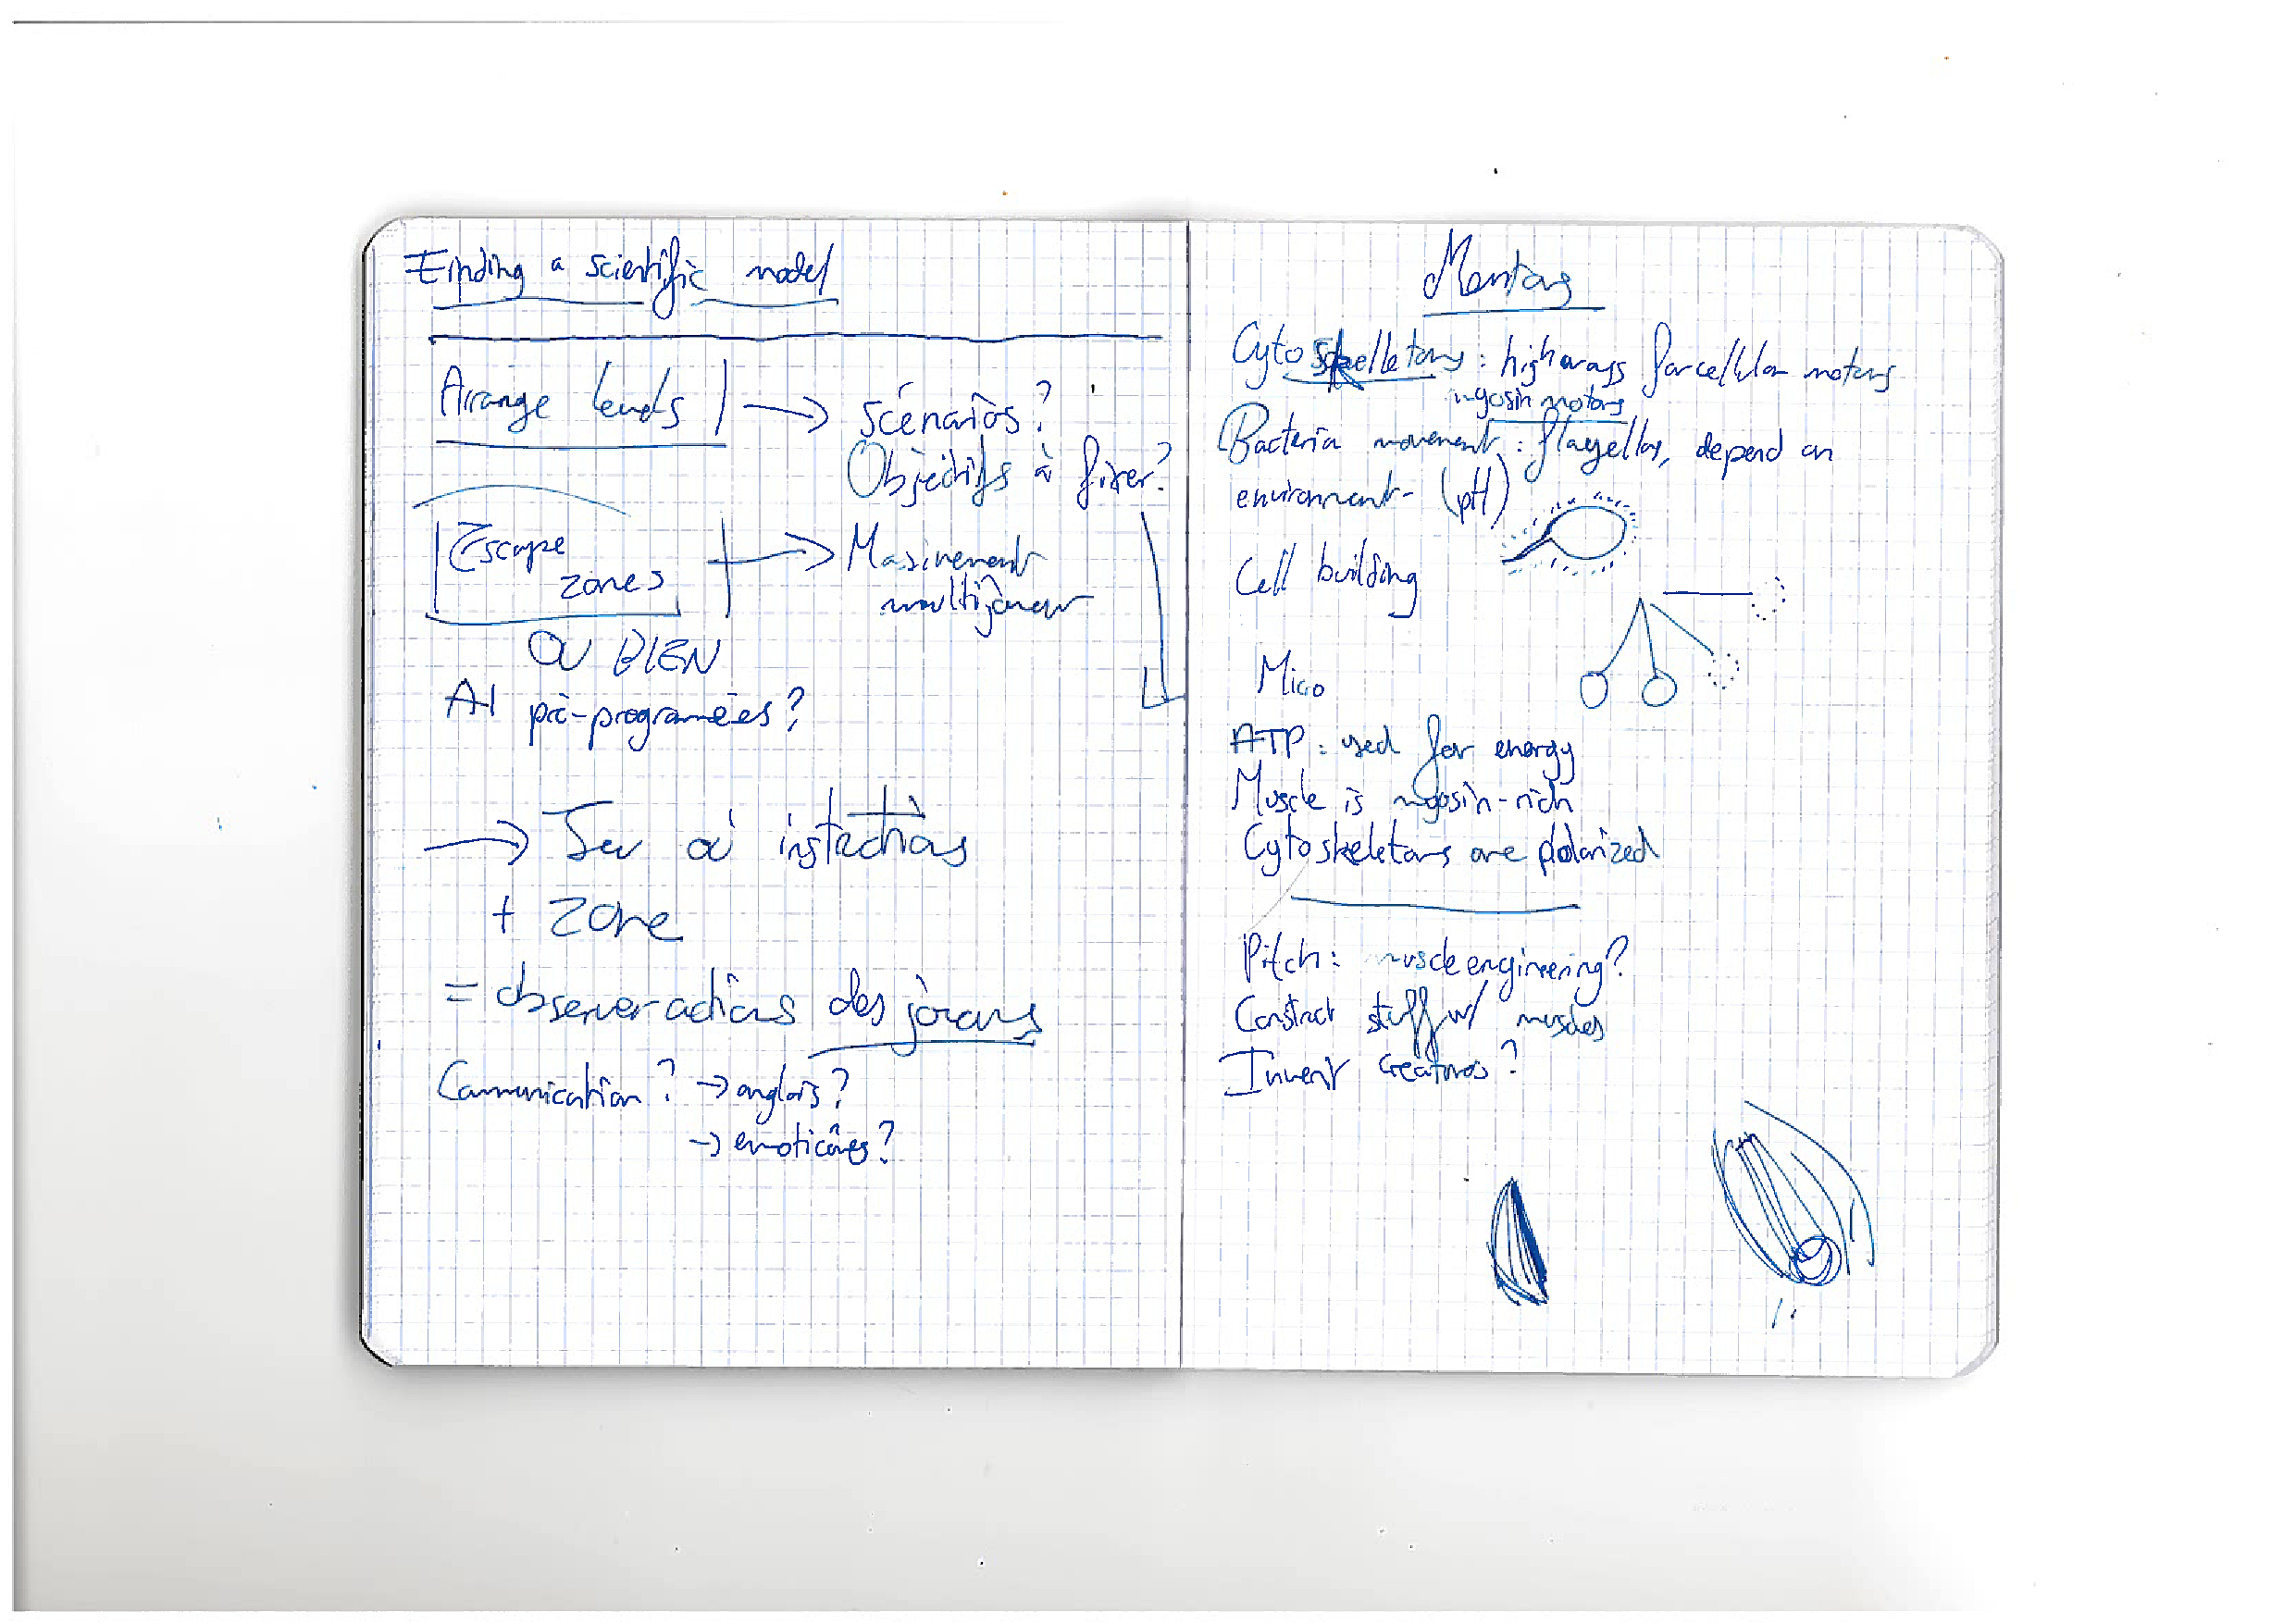 Finding a scientific model
Arrange levels → scénarios?
Objectifs à fixer?
Escape zones → Massivement multijoueur
OU BIEN
AI pré-programées?
→ Jeu à instructions
+ zone
= observer actions des joueurs
Communication? → anglais?
→ emoticônes?
Mentors
Cytoskelletons: highways for cellular motors
myosin motors
Bacteria movement: flagellas, depend on
environment (pH)
Cell building
Micro
ATP: used for energy
Muscle is myosin-rich
Cytoskeletons are polarized
Pitch: muscle engineering?
Construct stuff w/ muscles
Invent creatures?